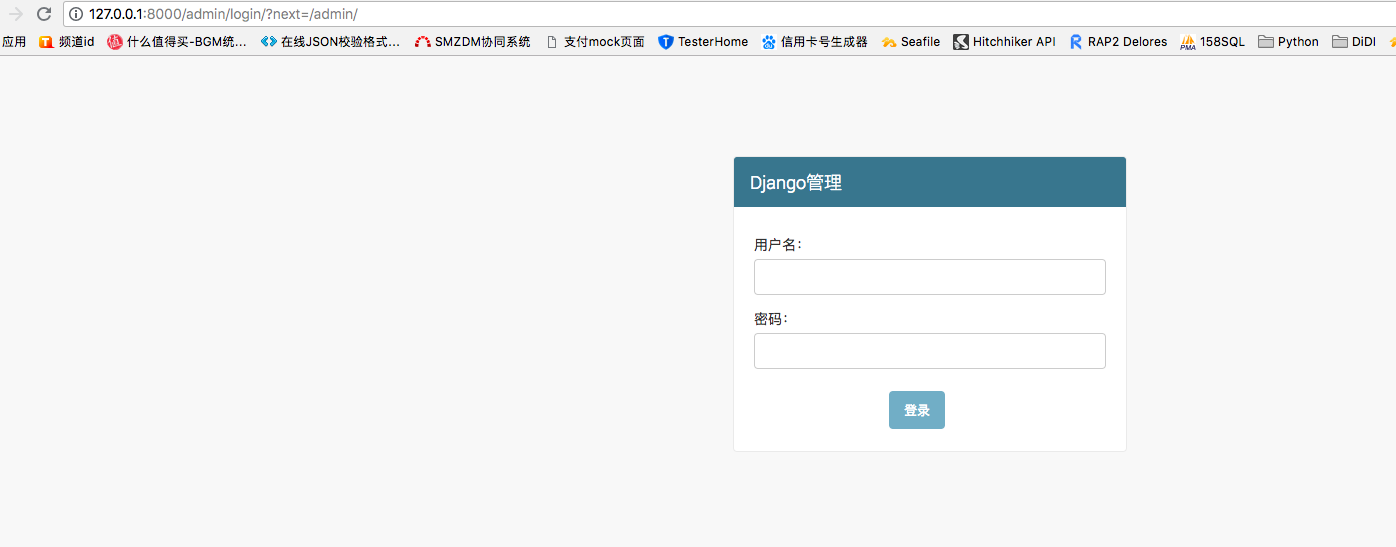 127.0.0.1:8000/admin/login/?next=/admin/
应用 频道id 什么值得买-BGM统... 在线JSON校验格式... SMZDM协同系统 支付mock页面 TesterHome 信用卡号生成器 Seafile Hitchhiker API RAP2 Delores 158SQL Python DiDI
Django管理
用户名:
密码:
登录